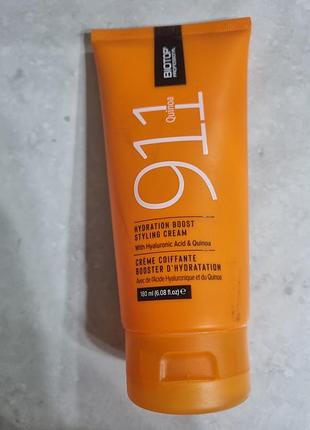 BIOTOP
PROFESSIONAL
911
Quinoa
HYDRATION BOOST
STYLING CREAM
With Hyaluronic Acid & Quinoa
CRÈME COIFFANTE
BOOSTER D'HYDRATATION
Avec de l'Acide Hyaluronique et du Quinoa
180 ml (6.08 fl.oz) e